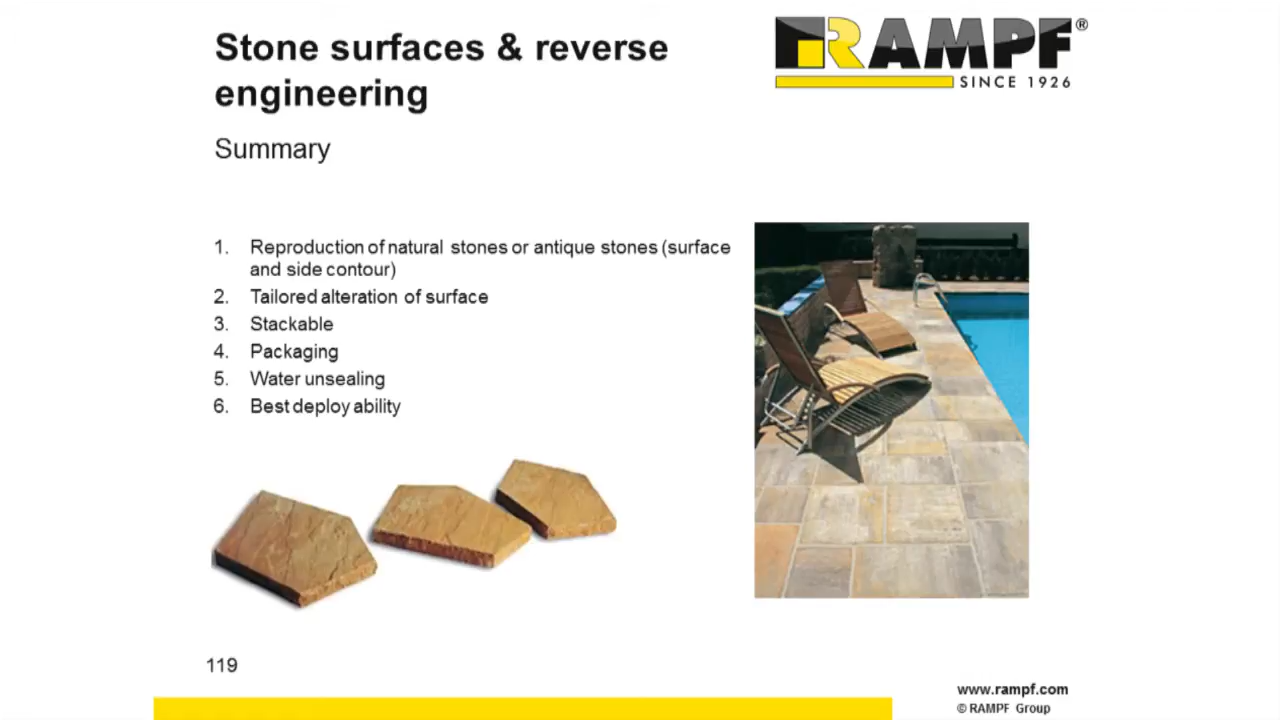 Stone surfaces & reverse
engineering
Summary
RAMPF®
SINCE 1926
1. Reproduction of natural stones or antique stones (surface
and side contour)
2. Tailored alteration of surface
3. Stackable
4. Packaging
5. Water unsealing
6. Best deploy ability
119
www.rampf.com
© RAMPF Group